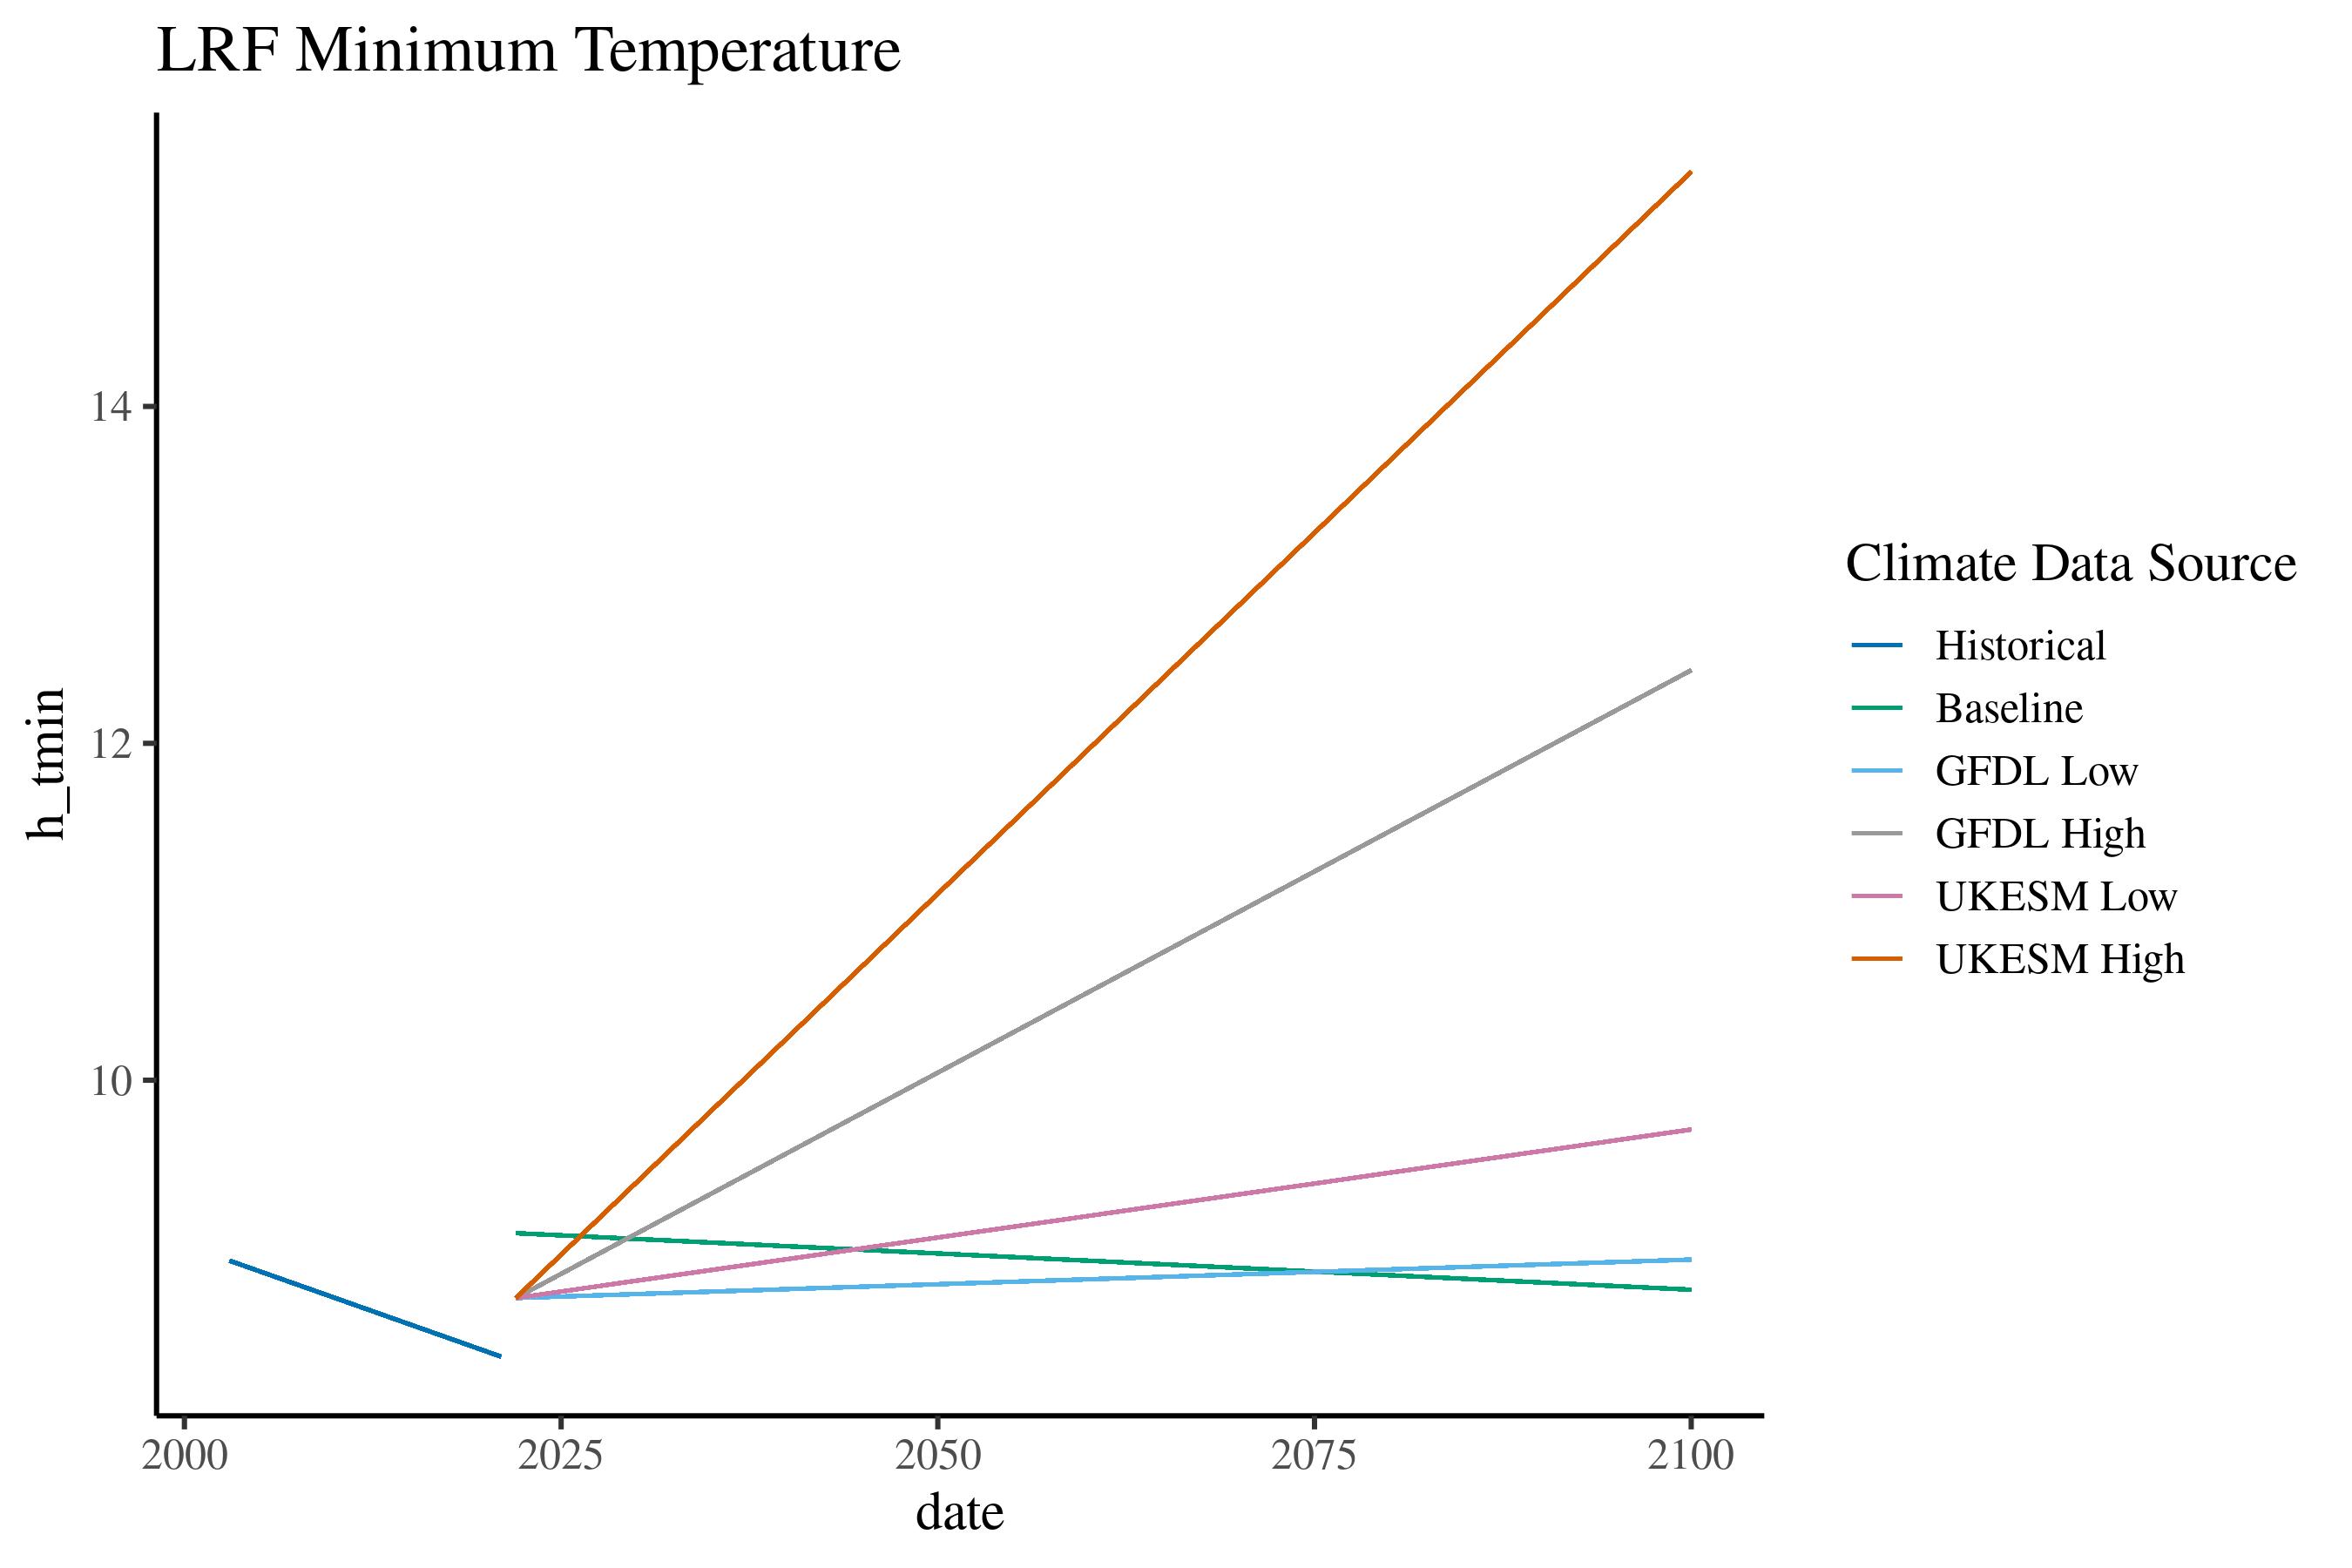 LRF Minimum Temperature
h_tmin
14
12
10
2000 2025 2050 2075 2100
date
Climate Data Source
Historical
Baseline
GFDL Low
GFDL High
UKESM Low
UKESM High